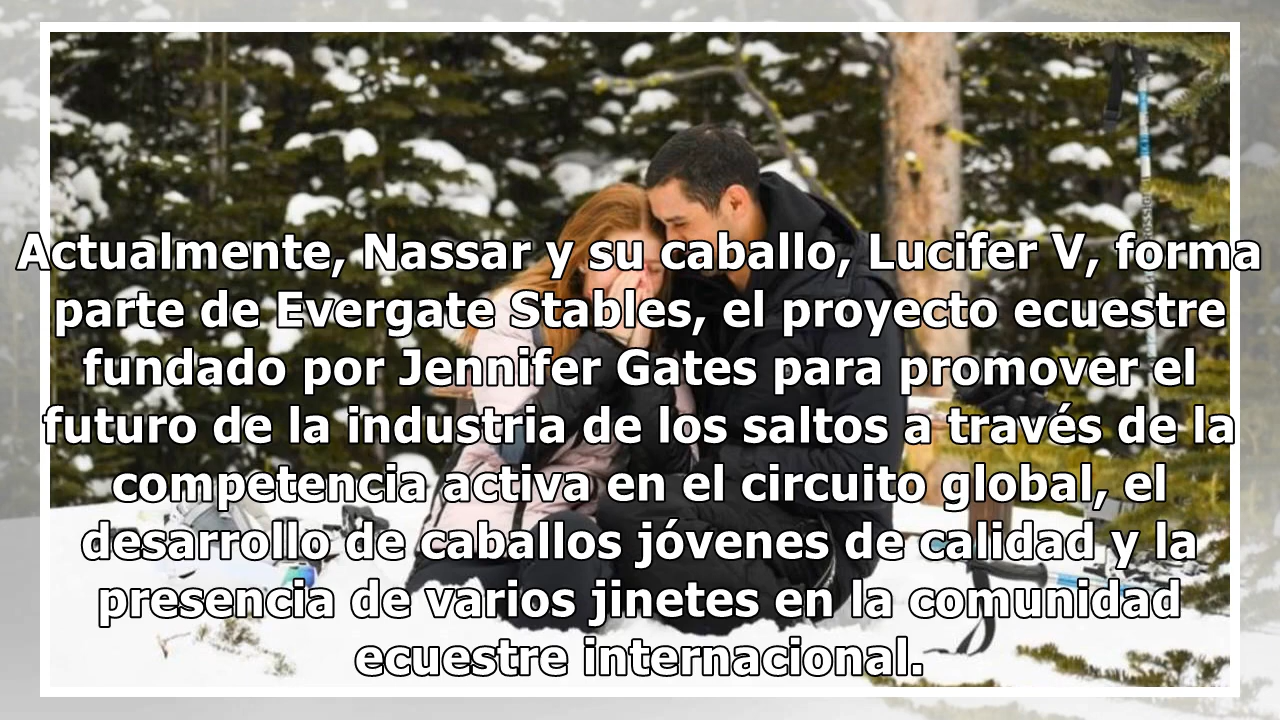 Actualmente, Nassar y su caballo, Lucifer V, forma
parte de Evergate Stables, el proyecto ecuestre
fundado por Jennifer Gates para promover el
futuro de la industria de los saltos a través de la
competencia activa en el circuito global, el
desarrollo de caballos jóvenes de calidad y la
presencia de varios jinetes en la comunidad
ecuestre internacional.